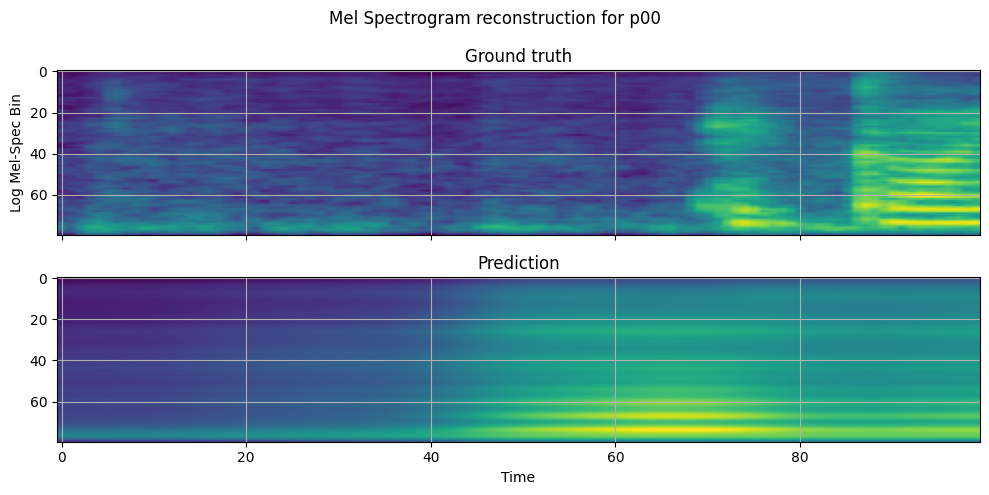 Mel Spectrogram reconstruction for p00
Ground truth
0
20
40
60
Log Mel-Spec Bin
Prediction
0
20
40
60
0 20 40 60 80
Time